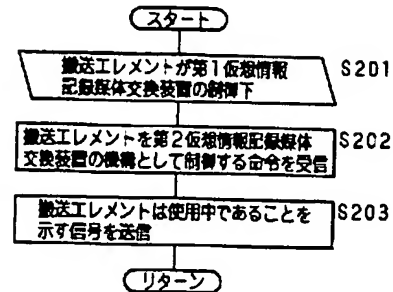 スタート
搬送エレメントが第1仮想情報
記録媒体交換装置の制御下
S201
搬送エレメントを第2仮想情報記録媒体
交換装置の機構として制御する命令を受信
S202
搬送エレメントは使用中であることを
示す信号を送信
S203
リターン